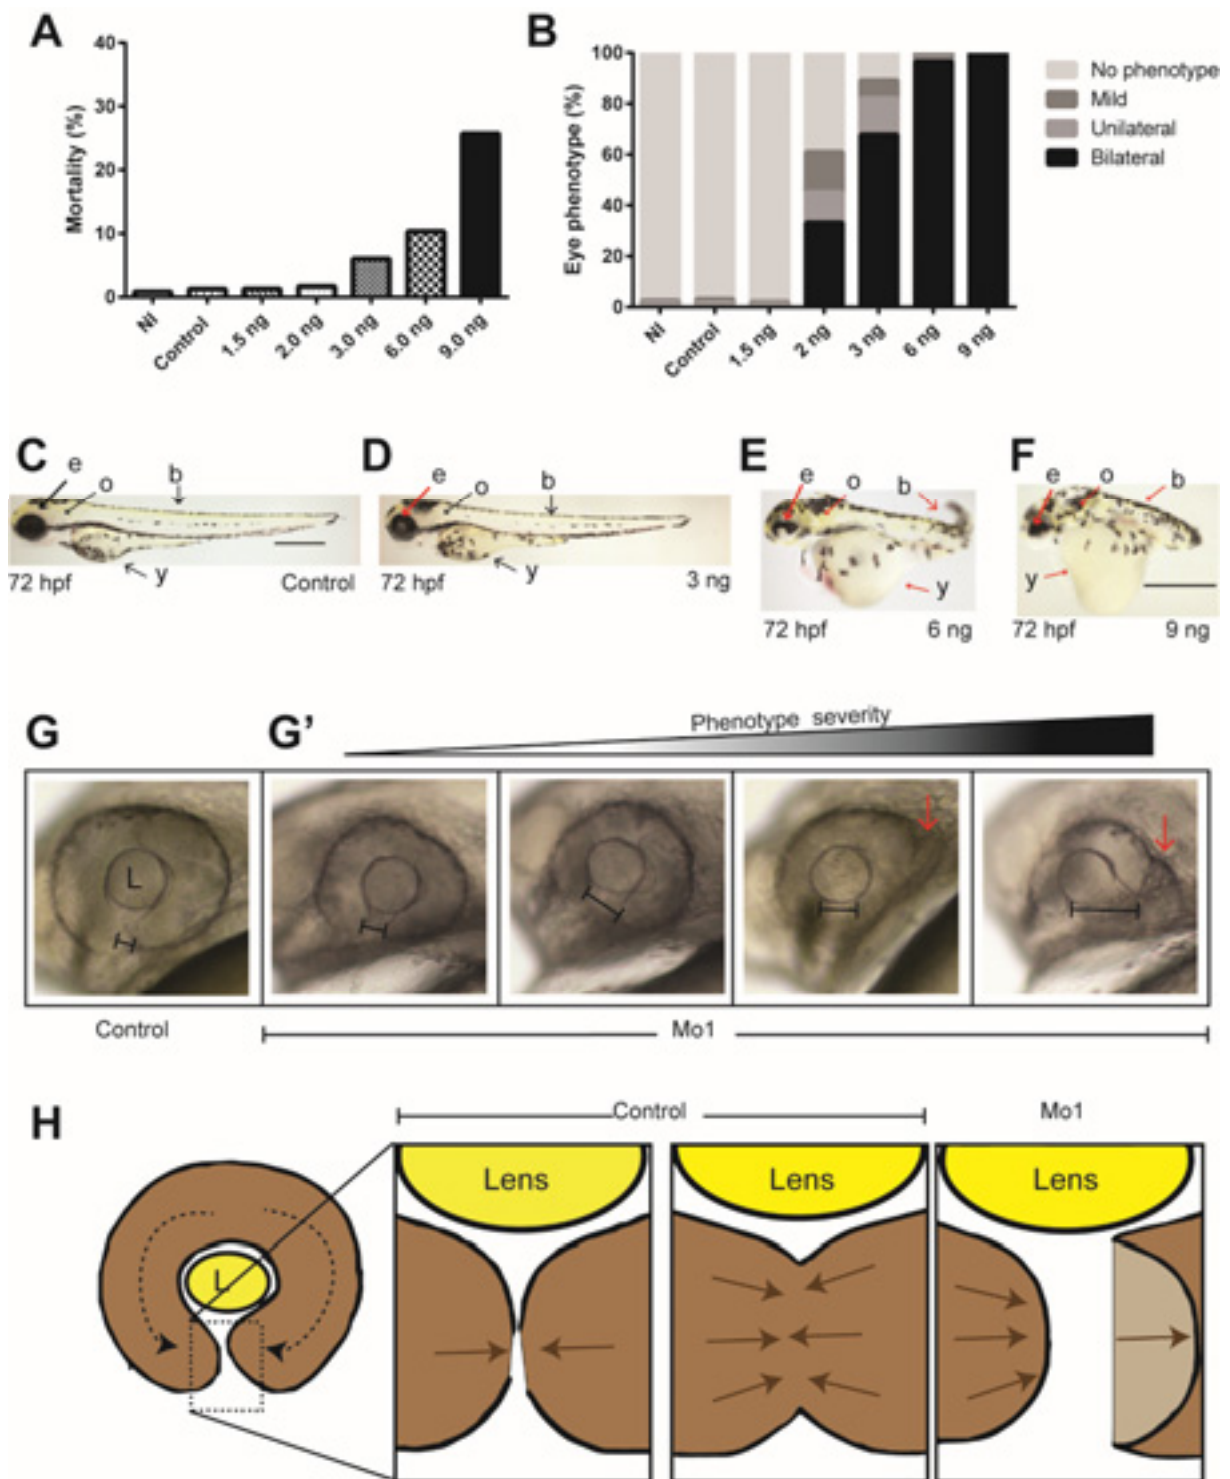 A
Mortality (%)
40
30
20
10
0
NI
Control
1.5 ng
2.0 ng
3.0 ng
6.0 ng
9.0 ng
B
Eye phenotype (%)
100
80
60
40
20
0
NI
Control
1.5 ng
2 ng
3 ng
6 ng
9 ng
No phenotype
Mild
Unilateral
Bilateral
C
e
o
b
y
72 hpf
Control
D
e
o
b
y
72 hpf
3 ng
E
e
o
b
y
72 hpf
6 ng
F
e
o
b
y
72 hpf
9 ng
G
G’
Phenotype severity
L
Control
Mo1
H
Control
Mo1
L
Lens
Lens
Lens